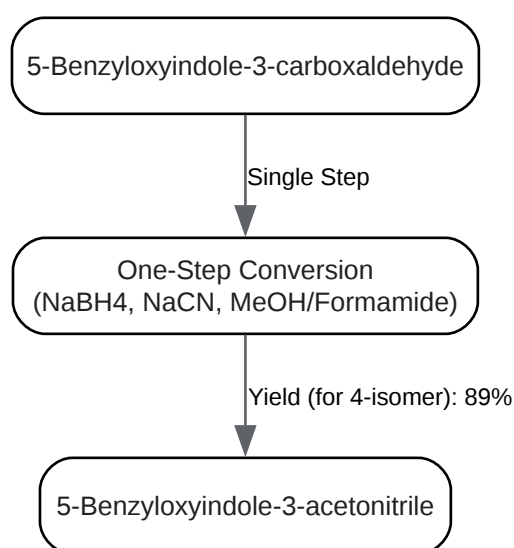 5-Benzyloxyindole-3-carboxaldehyde
Single Step
One-Step Conversion
(NaBH4, NaCN, MeOH/Formamide)
Yield (for 4-isomer): 89%
5-Benzyloxyindole-3-acetonitrile